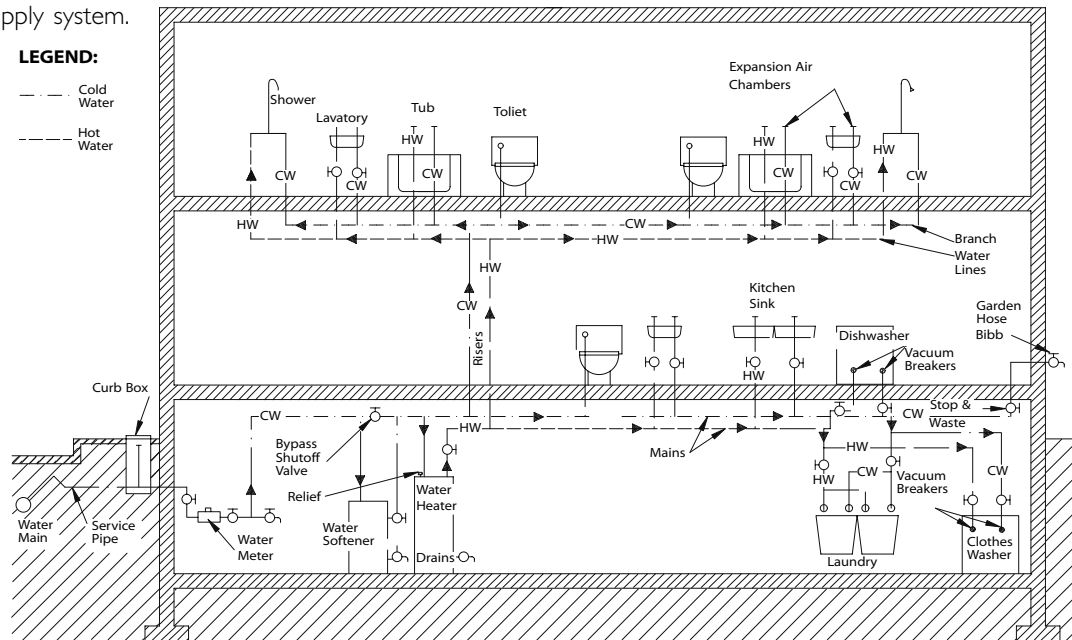 pply system.
LEGEND:
Cold
Water
Hot
Water
Shower
Lavatory
Tub
Toliet
Expansion Air
Chambers
HW
HW
HW
CW
CW
CW
CW
CW
CW
HW
CW
HW
CW
Branch
Water
Lines
HW
CW
Risers
Kitchen
Sink
Dishwasher
Garden
Hose
Bibb
Vacuum
Breakers
HW
Curb Box
CW
Bypass
Shutoff
Valve
HW
Mains
CW
Stop &
Waste
HW
Relief
Water
Heater
HW
CW
Vacuum
Breakers
CW
Water
Main
Service
Pipe
Water
Meter
Water
Softener
Drains
Laundry
Clothes
Washer